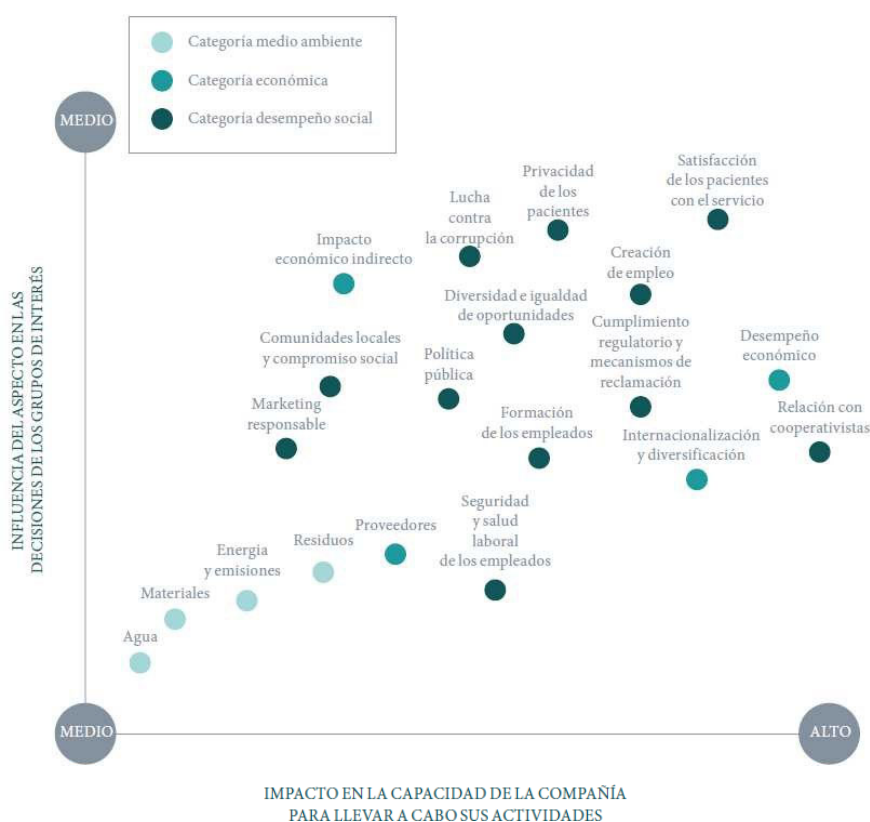 Categoría medio ambiente
Categoría económica
Categoría desempeño social
MEDIO
Satisfacción
de los pacientes
con el servicio
Privacidad
de los
pacientes
Lucha
contra
la corrupción
Impacto
económico indirecto
Creación
de empleo
Diversidad e igualdad
de oportunidades
Cumplimiento
regulatorio y
mecanismos de
reclamación
Desempeño
económico
Comunidades locales
y compromiso social
Política
pública
Marketing
responsable
Formación
de los empleados
Internacionalización
y diversificación
Relación con
cooperativistas
Seguridad
y salud
laboral
de los empleados
Proveedores
Residuos
Energia
y emisiones
Materiales
Agua
INFLUENCIA DEL ASPECTO EN LAS
DECISIONES DE LOS GRUPOS DE INTERÉS
MEDIO
ALTO
IMPACTO EN LA CAPACIDAD DE LA COMPAÑÍA
PARA LLEVAR A CABO SUS ACTIVIDADES